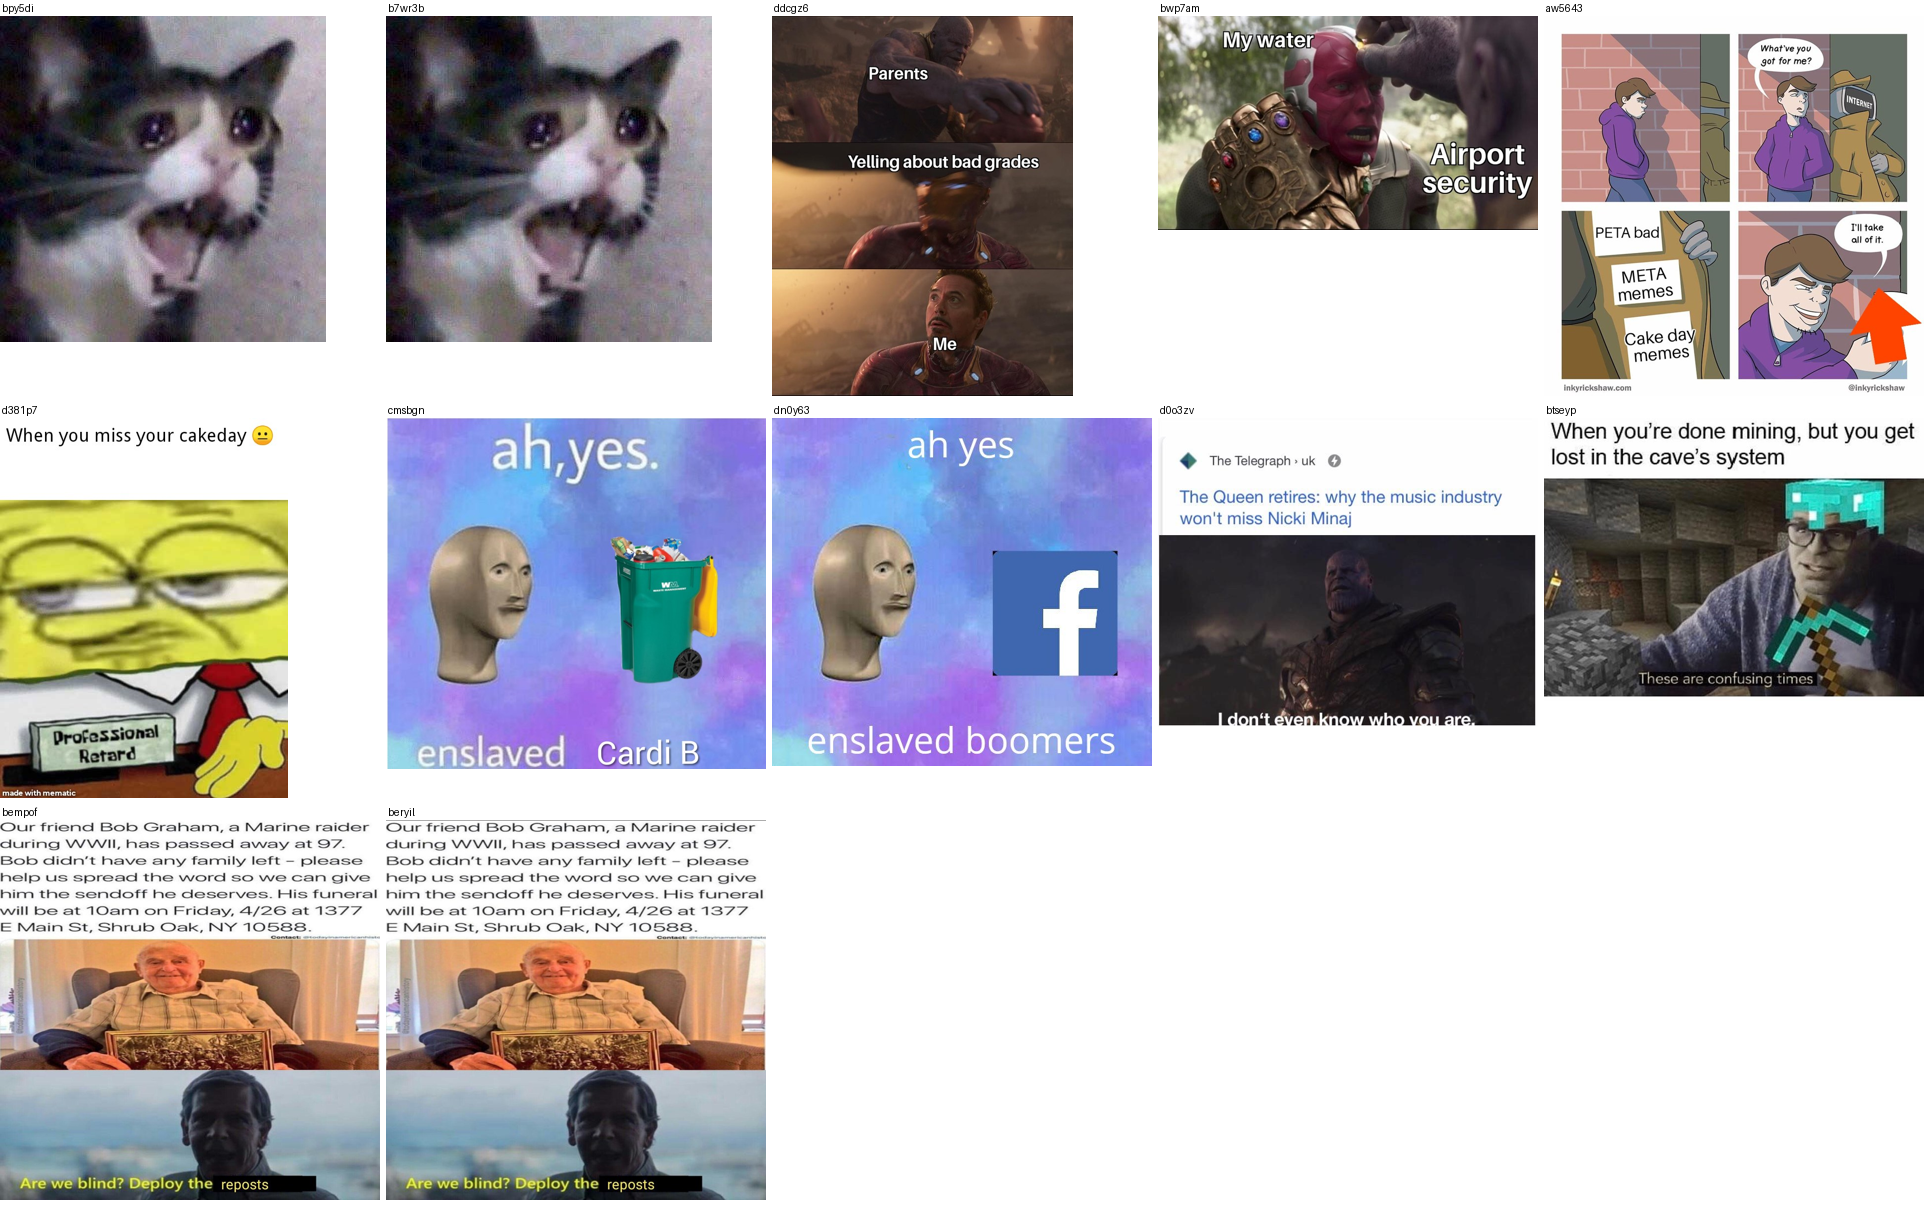 bpy5di
b7wr3b
ddcgz6
Parents
Yelling about bad grades
Me
bwp7am
My water
Airport
security
aw5643
What've you
got for me?
INTERNET
PETA bad
META
memes
Cake day
memes
I'll take
all of it.
inkyrickshaw.com
@inkyrickshaw
d381p7
When you miss your cakeday 😐
Professional
Retard
made with mematic
cmsbgn
ah,yes.
enslaved Cardi B
dn0y63
ah yes
f
enslaved boomers
d0o3zv
The Telegraph › uk
The Queen retires: why the music industry
won't miss Nicki Minaj
I don't even know who you are.
btseyp
When you're done mining, but you get
lost in the cave's system
These are confusing times
bempof
Our friend Bob Graham, a Marine raider
during WWII, has passed away at 97.
Bob didn't have any family left – please
help us spread the word so we can give
him the sendoff he deserves. His funeral
will be at 10am on Friday, 4/26 at 1377
E Main St, Shrub Oak, NY 10588.
Contact:
Are we blind? Deploy the reposts
beryil
Our friend Bob Graham, a Marine raider
during WWII, has passed away at 97.
Bob didn't have any family left – please
help us spread the word so we can give
him the sendoff he deserves. His funeral
will be at 10am on Friday, 4/26 at 1377
E Main St, Shrub Oak, NY 10588.
Contact:
Are we blind? Deploy the reposts